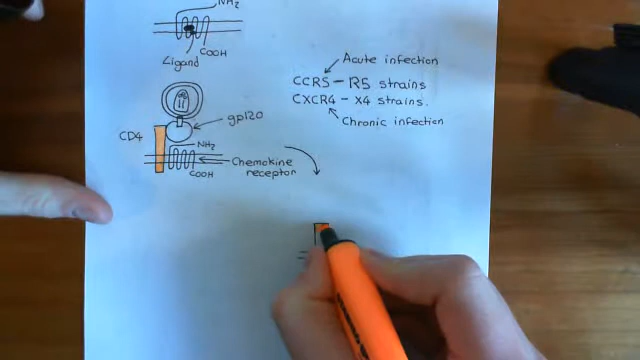 NH2
COOH
Ligand
Acute infection
CCR5 - R5 strains
CXCR4 - X4 strains.
Chronic infection
gp120
CD4
NH2
Chemokine
receptor
COOH